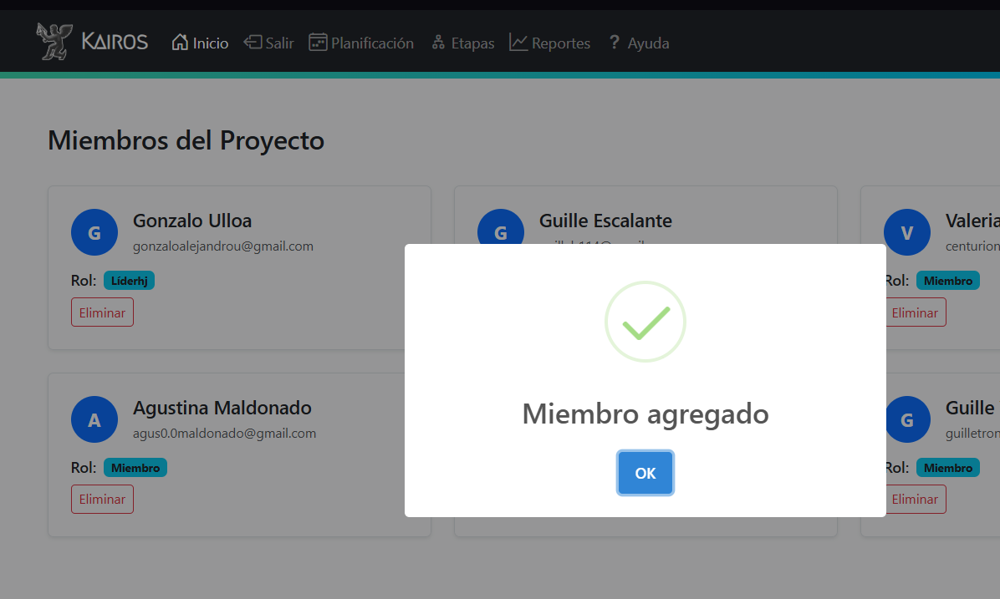 KAIROS Inicio Salir Planificación Etapas Reportes ? Ayuda
Miembros del Proyecto
G Gonzalo Ulloa
gonzaloalejandrou@gmail.com
Rol: Líderhj
Eliminar
G Guille Escalante
V Valeria
centurion
Rol: Miembro
Eliminar
A Agustina Maldonado
agus0.0maldonado@gmail.com
Rol: Miembro
Eliminar
G Guille
guilletron
Rol: Miembro
Eliminar
Miembro agregado
OK